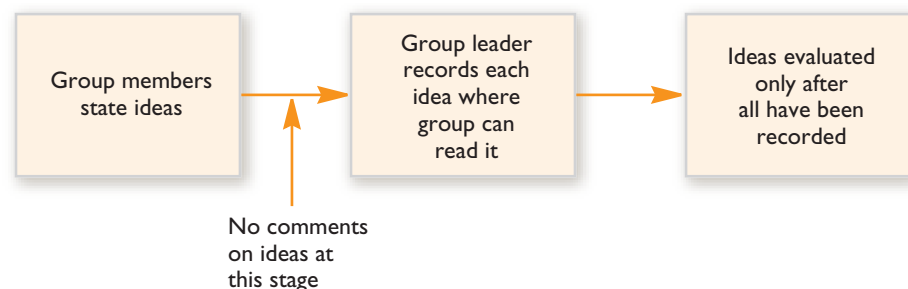 Group members
state ideas
Group leader
records each
idea where
group can
read it
Ideas evaluated
only after
all have been
recorded
No comments
on ideas at
this stage